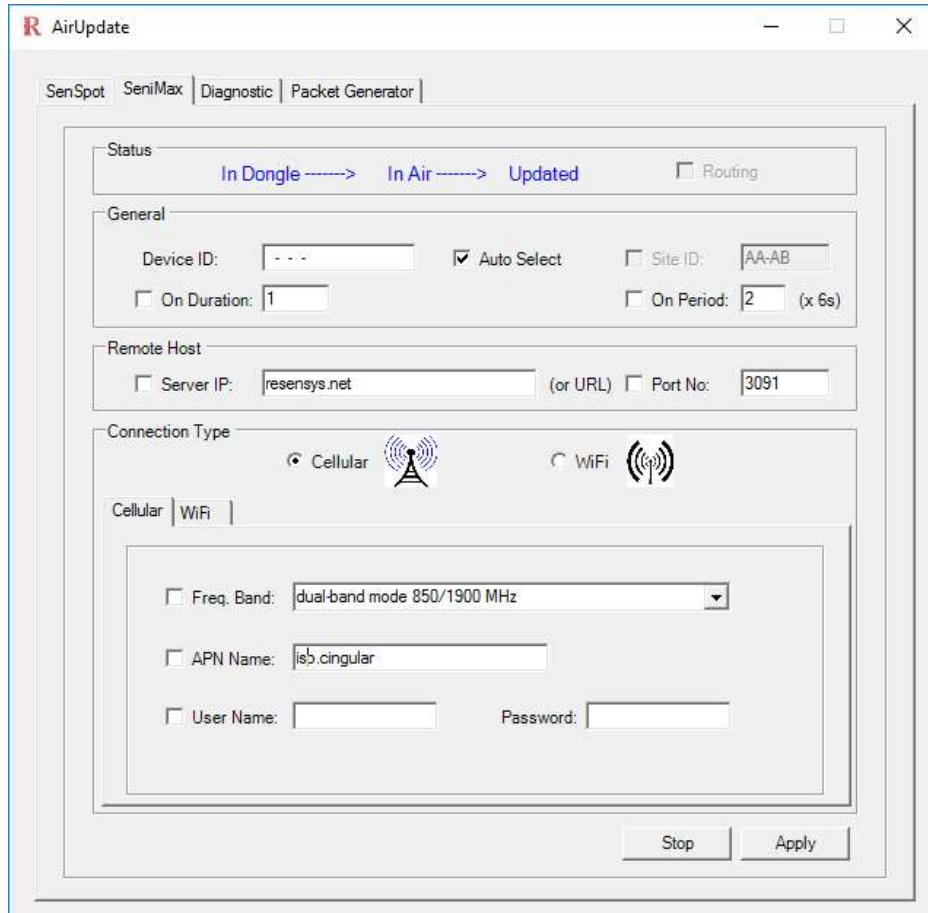 AirUpdate
SenSpot SeniMax Diagnostic Packet Generator
Status
In Dongle -------> In Air -------> Updated Routing
General
Device ID: - - - Auto Select Site ID: AA-AB
On Duration: 1 On Period: 2 (x 6s)
Remote Host
Server IP: resensys.net (or URL) Port No: 3091
Connection Type
Cellular WiFi
Cellular WiFi
Freq. Band: dual-band mode 850/1900 MHz
APN Name: isp.cingular
User Name: Password:
Stop Apply